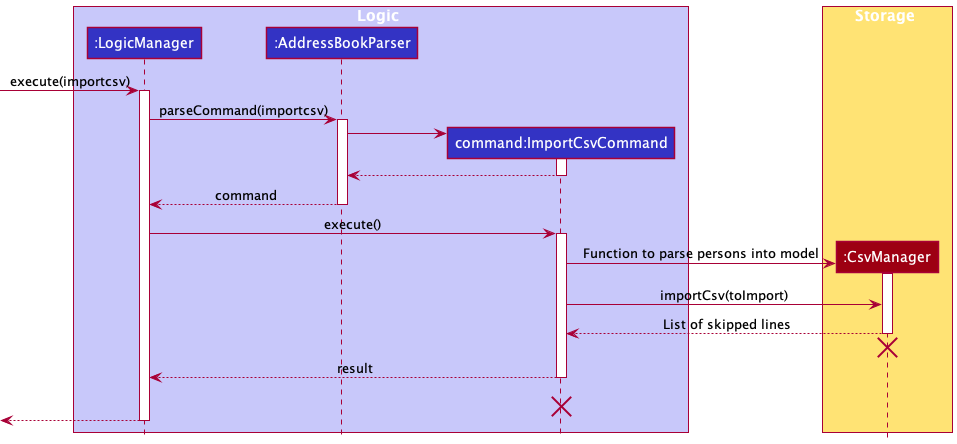 Logic
Storage
:LogicManager
:AddressBookParser
execute(importcsv)
parseCommand(importcsv)
command:ImportCsvCommand
command
execute()
Function to parse persons into model
:CsvManager
importCsv(toImport)
List of skipped lines
result